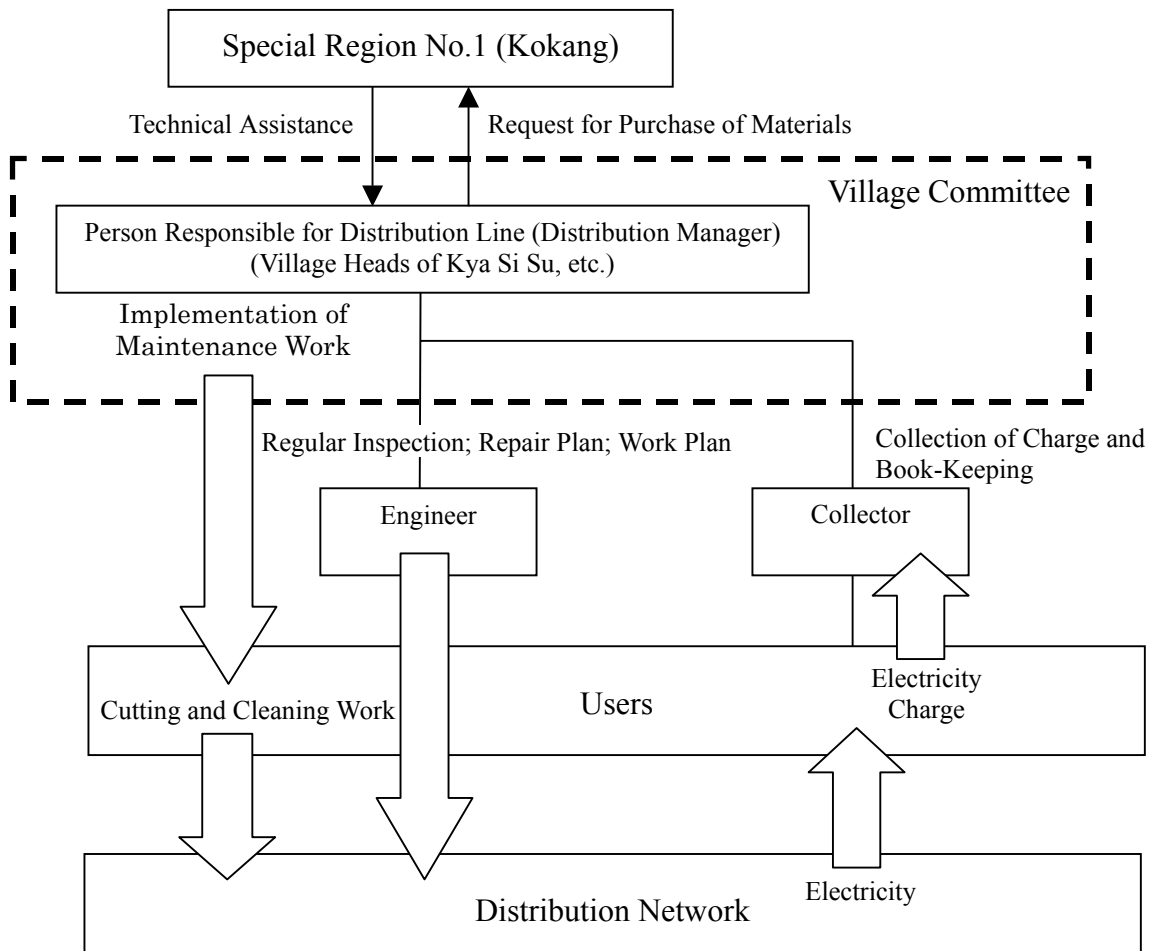 Special Region No.1 (Kokang)
Technical Assistance
Request for Purchase of Materials
Village Committee
Person Responsible for Distribution Line (Distribution Manager)
(Village Heads of Kya Si Su, etc.)
Implementation of
Maintenance Work
Regular Inspection; Repair Plan; Work Plan
Collection of Charge and
Book-Keeping
Engineer
Collector
Cutting and Cleaning Work
Users
Electricity
Charge
Electricity
Distribution Network